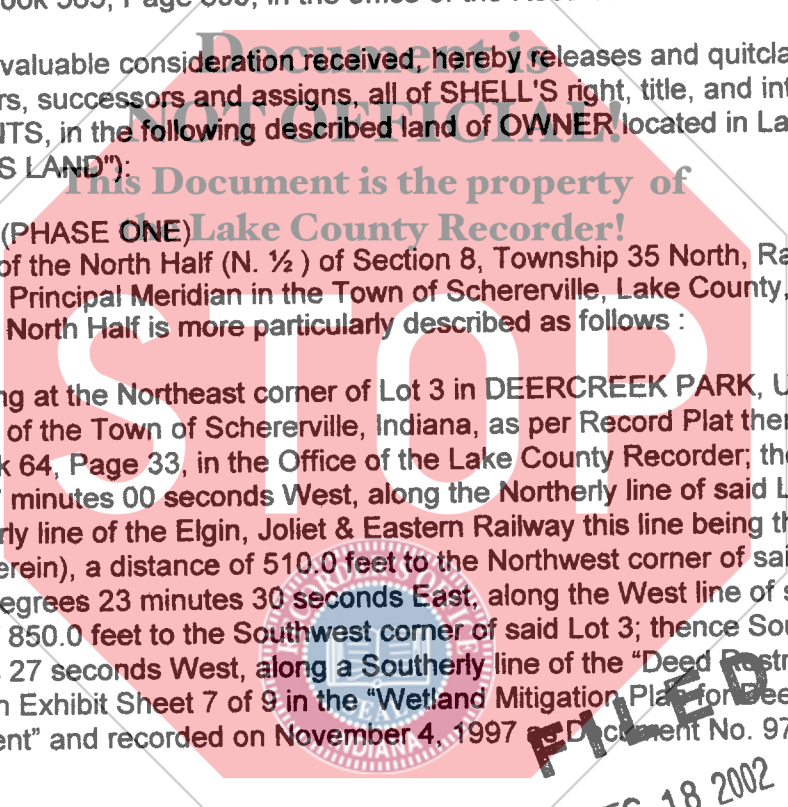 ook 565, Page
valuable consideration received, hereby releases and quitcla
rs, successors and assigns, all of SHELL'S right, title, and int
ITS, in the following described land of OWNER located in La
S LAND"):
(PHASE ONE)
of the North Half (N. ½ ) of Section 8, Township 35 North, Ra
Principal Meridian in the Town of Schererville, Lake County,
North Half is more particularly described as follows :
ng at the Northeast corner of Lot 3 in DEERCREEK PARK, U
of the Town of Schererville, Indiana, as per Record Plat ther
k 64, Page 33, in the Office of the Lake County Recorder; the
minutes 00 seconds West, along the Northerly line of said L
rly line of the Elgin, Joliet & Eastern Railway this line being th
erein), a distance of 510.0 feet to the Northwest corner of sai
egrees 23 minutes 30 seconds East, along the West line of s
850.0 feet to the Southwest corner of said Lot 3; thence Sou
27 seconds West, along a Southerly line of the "Deed Restr
n Exhibit Sheet 7 of 9 in the "Wetland Mitigation Plan for Dee
ent" and recorded on November 4, 1997 as Document No. 97
Document is
NOT OFFICIAL!
This Document is the property of
the Lake County Recorder!
STOP
INDIANA
FILED
18 2002